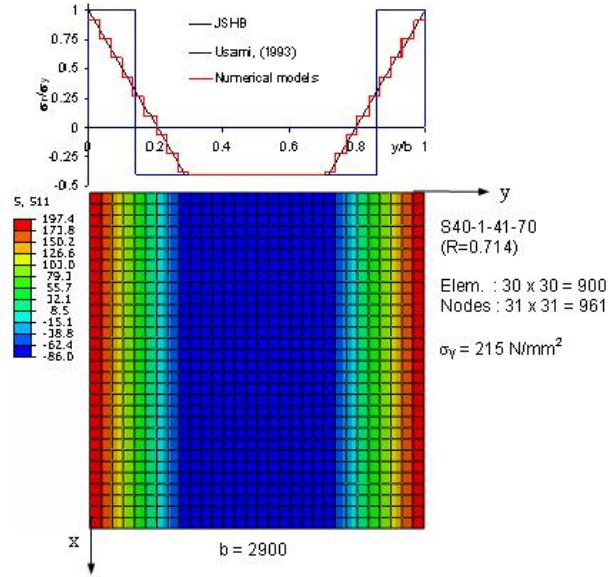 1
0.75
0.5
0.25
0
-0.25
-0.5
σr/σy
JSHB
Usami, (1993)
Numerical models
0
0.2
0.4
0.6
0.8
1
y/b
y
S, S11
197.4
173.8
150.2
126.6
103.0
79.3
55.7
32.1
8.5
-15.1
-38.8
-62.4
-86.0
S40-1-41-70
(R=0.714)
Elem. : 30 x 30 = 900
Nodes : 31 x 31 = 961
σy = 215 N/mm²
x
b = 2900